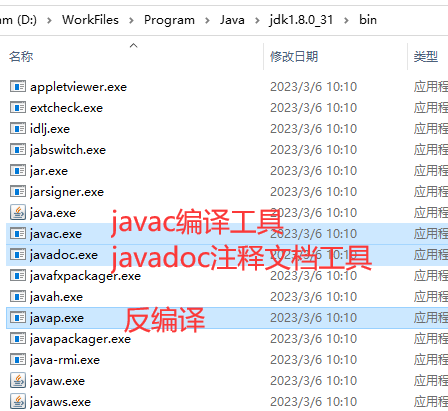 am (D:) › WorkFiles › Program › Java › jdk1.8.0_31 › bin
名称 修改日期 类型
appletviewer.exe 2023/3/6 10:10 应用程
extcheck.exe 2023/3/6 10:10 应用程
idlj.exe 2023/3/6 10:10 应用程
jabswitch.exe 2023/3/6 10:10 应用程
jar.exe 2023/3/6 10:10 应用程
jarsigner.exe 2023/3/6 10:10 应用程
java.exe 2023/3/6 10:10 应用程
javac编译工具
javac.exe 2023/3/6 10:10 应用程
javadoc.exe 2023/3/6 10:10 应用程
javadoc注释文档工具
javafxpackager.exe 2023/3/6 10:10 应用程
javah.exe 2023/3/6 10:10 应用程
javap.exe 2023/3/6 10:10 应用程
反编译
javapackager.exe 2023/3/6 10:10 应用程
java-rmi.exe 2023/3/6 10:10 应用程
javaw.exe 2023/3/6 10:10 应用程
javaws.exe 2023/3/6 10:10 应用程